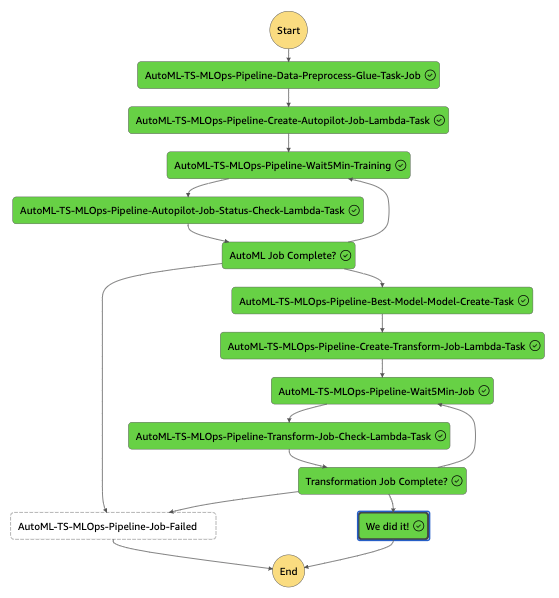 Start
AutoML-TS-MLOps-Pipeline-Data-Preprocess-Glue-Task-Job
AutoML-TS-MLOps-Pipeline-Create-Autopilot-Job-Lambda-Task
AutoML-TS-MLOps-Pipeline-Wait5Min-Training
AutoML-TS-MLOps-Pipeline-Autopilot-Job-Status-Check-Lambda-Task
AutoML Job Complete?
AutoML-TS-MLOps-Pipeline-Best-Model-Model-Create-Task
AutoML-TS-MLOps-Pipeline-Create-Transform-Job-Lambda-Task
AutoML-TS-MLOps-Pipeline-Wait5Min-Job
AutoML-TS-MLOps-Pipeline-Transform-Job-Check-Lambda-Task
Transformation Job Complete?
AutoML-TS-MLOps-Pipeline-Job-Failed
We did it!
End